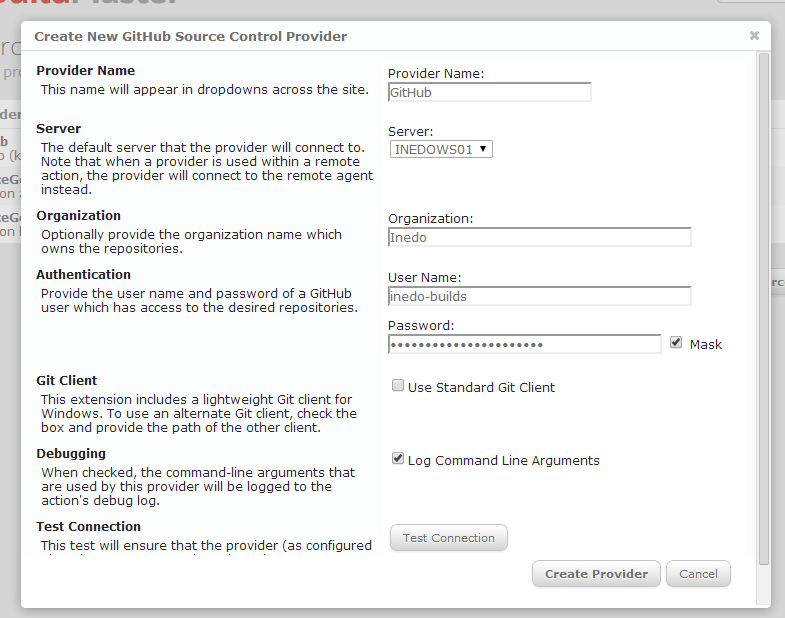 Create New GitHub Source Control Provider
Provider Name
This name will appear in dropdowns across the site.
Provider Name:
GitHub
Server
The default server that the provider will connect to.
Note that when a provider is used within a remote
action, the provider will connect to the remote agent
instead.
Server:
INEDOWS01
Organization
Optionally provide the organization name which
owns the repositories.
Organization:
Inedo
Authentication
Provide the user name and password of a GitHub
user which has access to the desired repositories.
User Name:
inedo-builds
Password:
Mask
Git Client
This extension includes a lightweight Git client for
Windows. To use an alternate Git client, check the
box and provide the path of the other client.
Use Standard Git Client
Debugging
When checked, the command-line arguments that
are used by this provider will be logged to the
action's debug log.
Log Command Line Arguments
Test Connection
This test will ensure that the provider (as configured
Test Connection
Create Provider
Cancel